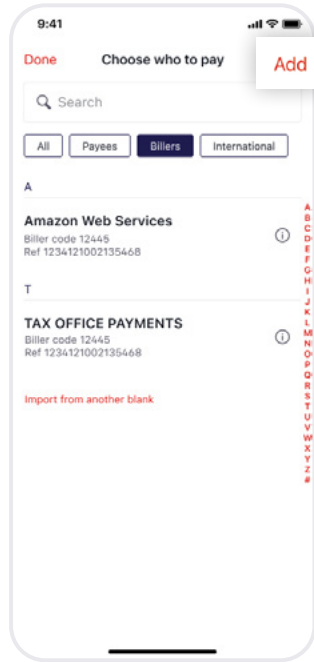 9:41
Done
Choose who to pay
Add
Search
All
Payees
Billers
International
A
Amazon Web Services
Biller code 12445
Ref 1234121002135468
T
TAX OFFICE PAYMENTS
Biller code 12445
Ref 1234121002135468
Import from another blank
A
B
C
D
E
F
G
H
I
J
K
L
M
N
O
P
Q
R
S
T
U
V
W
X
Y
Z
#